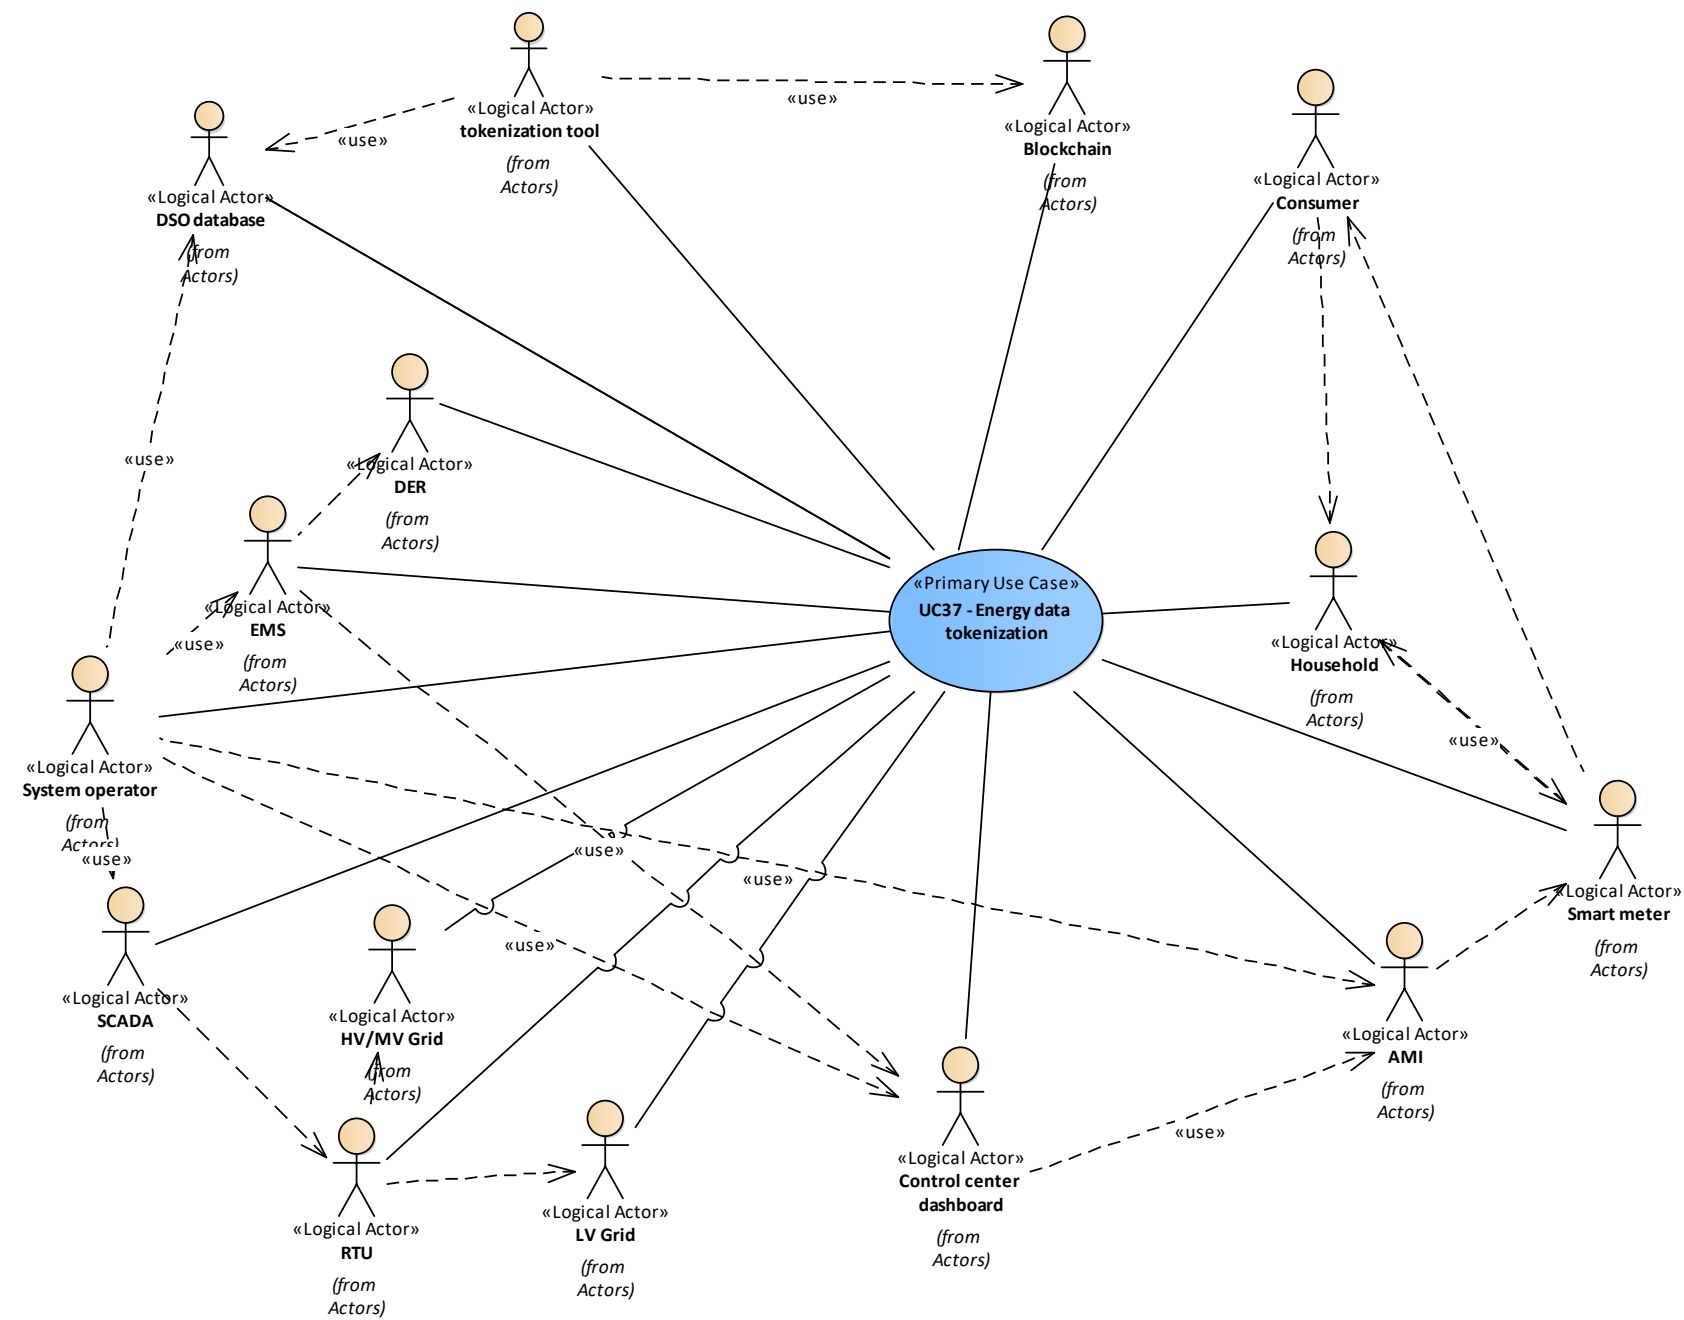 «Logical Actor»
tokenization tool
(from
Actors)
«use»
«use»
«Logical Actor»
Blockchain
(from
Actors)
«Logical Actor»
Consumer
(from
Actors)
«Logical Actor»
DSO database
(from
Actors)
«use»
«Logical Actor»
DER
(from
Actors)
«Logical Actor»
EMS
(from
Actors)
«use»
«Primary Use Case»
UC37 - Energy data
tokenization
«Logical Actor»
Household
(from
Actors)
«use»
«Logical Actor»
System operator
(from
Actors)
«use»
«use»
«use»
«use»
«Logical Actor»
Smart meter
(from
Actors)
«Logical Actor»
SCADA
(from
Actors)
«Logical Actor»
HV/MV Grid
(from
Actors)
«Logical Actor»
AMI
(from
Actors)
«use»
«Logical Actor»
Control center
dashboard
(from
Actors)
«Logical Actor»
RTU
(from
Actors)
«Logical Actor»
LV Grid
(from
Actors)